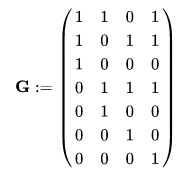 1 1 0 1
1 0 1 1
1 0 0 0
G := 0 1 1 1
0 1 0 0
0 0 1 0
0 0 0 1